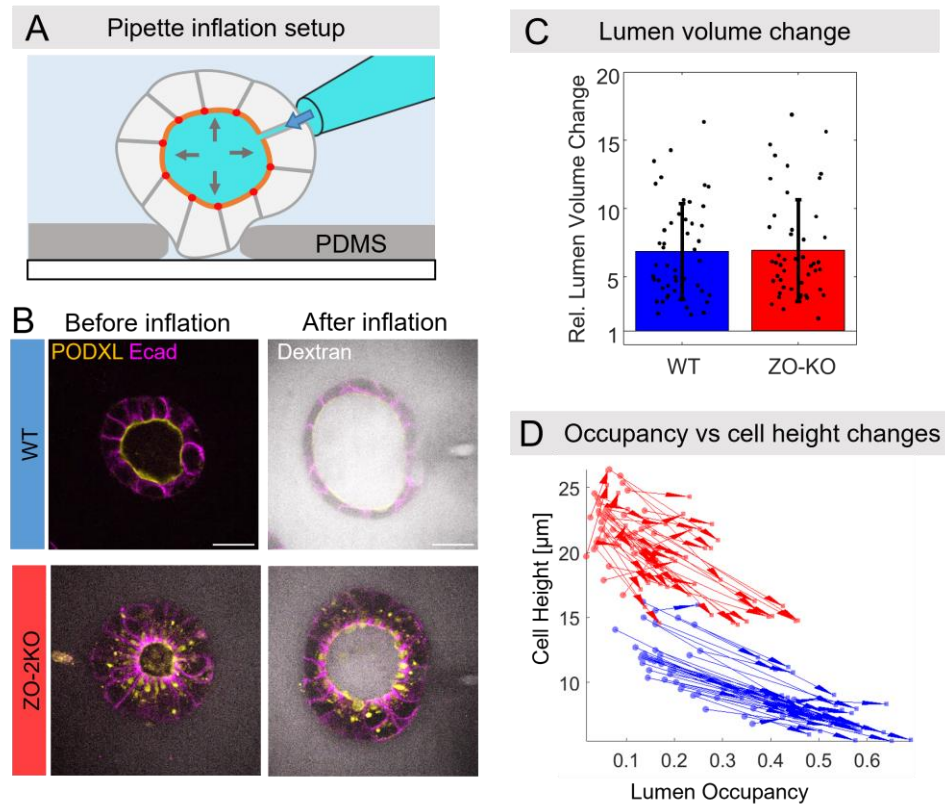 A Pipette inflation setup
PDMS
B Before inflation After inflation
PODXL Ecad Dextran
WT
ZO-2KO
C Lumen volume change
Rel. Lumen Volume Change
20
15
10
5
1
WT ZO-KO
D Occupancy vs cell height changes
Cell Height [µm]
25
20
15
10
0.1 0.2 0.3 0.4 0.5 0.6
Lumen Occupancy